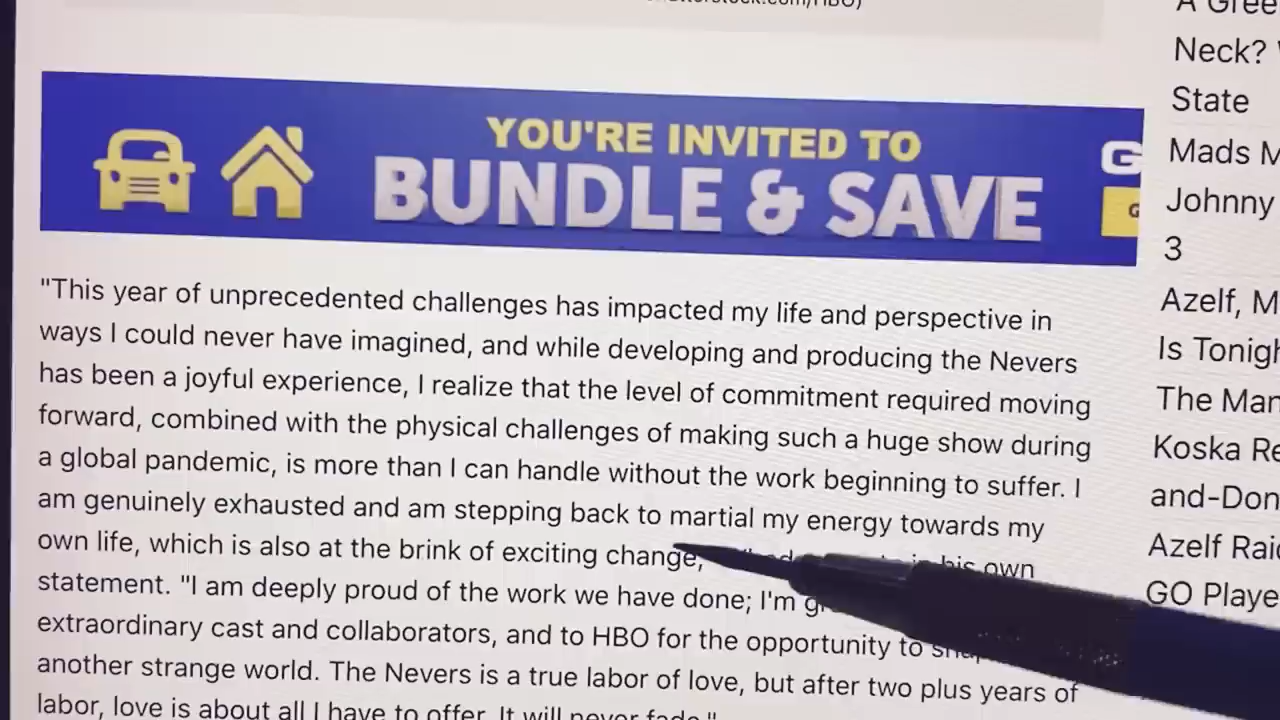 YOU'RE INVITED TO
BUNDLE & SAVE
G
"This year of unprecedented challenges has impacted my life and perspective in
ways I could never have imagined, and while developing and producing the Nevers
has been a joyful experience, I realize that the level of commitment required moving
forward, combined with the physical challenges of making such a huge show during
a global pandemic, is more than I can handle without the work beginning to suffer. I
am genuinely exhausted and am stepping back to martial my energy towards my
own life, which is also at the brink of exciting change, in his own
statement. "I am deeply proud of the work we have done; I'm
extraordinary cast and collaborators, and to HBO for the opportunity to
another strange world. The Nevers is a true labor of love, but after two plus years of
labor, love is about all I have to offer. It will never fade."
A Gree
Neck?
State
Mads M
Johnny
3
Azelf, M
Is Tonigh
The Man
Koska Re
and-Don
Azelf Raid
GO Playe